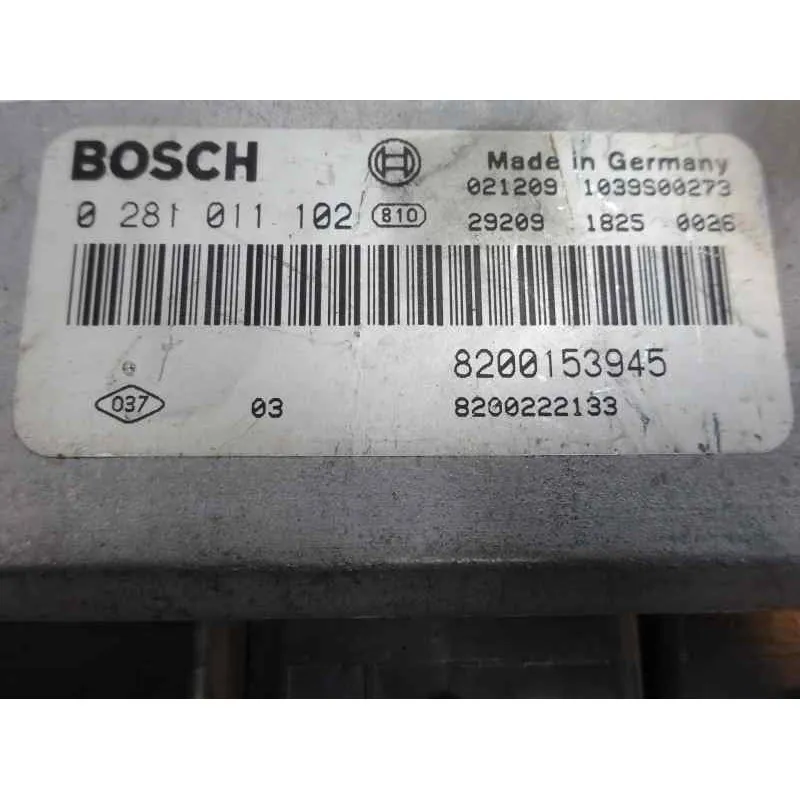 BOSCH
Made in Germany
021209 1039S00273
0 281 011 102 810
29209 1825 0026
8200153945
037 03 8200222133